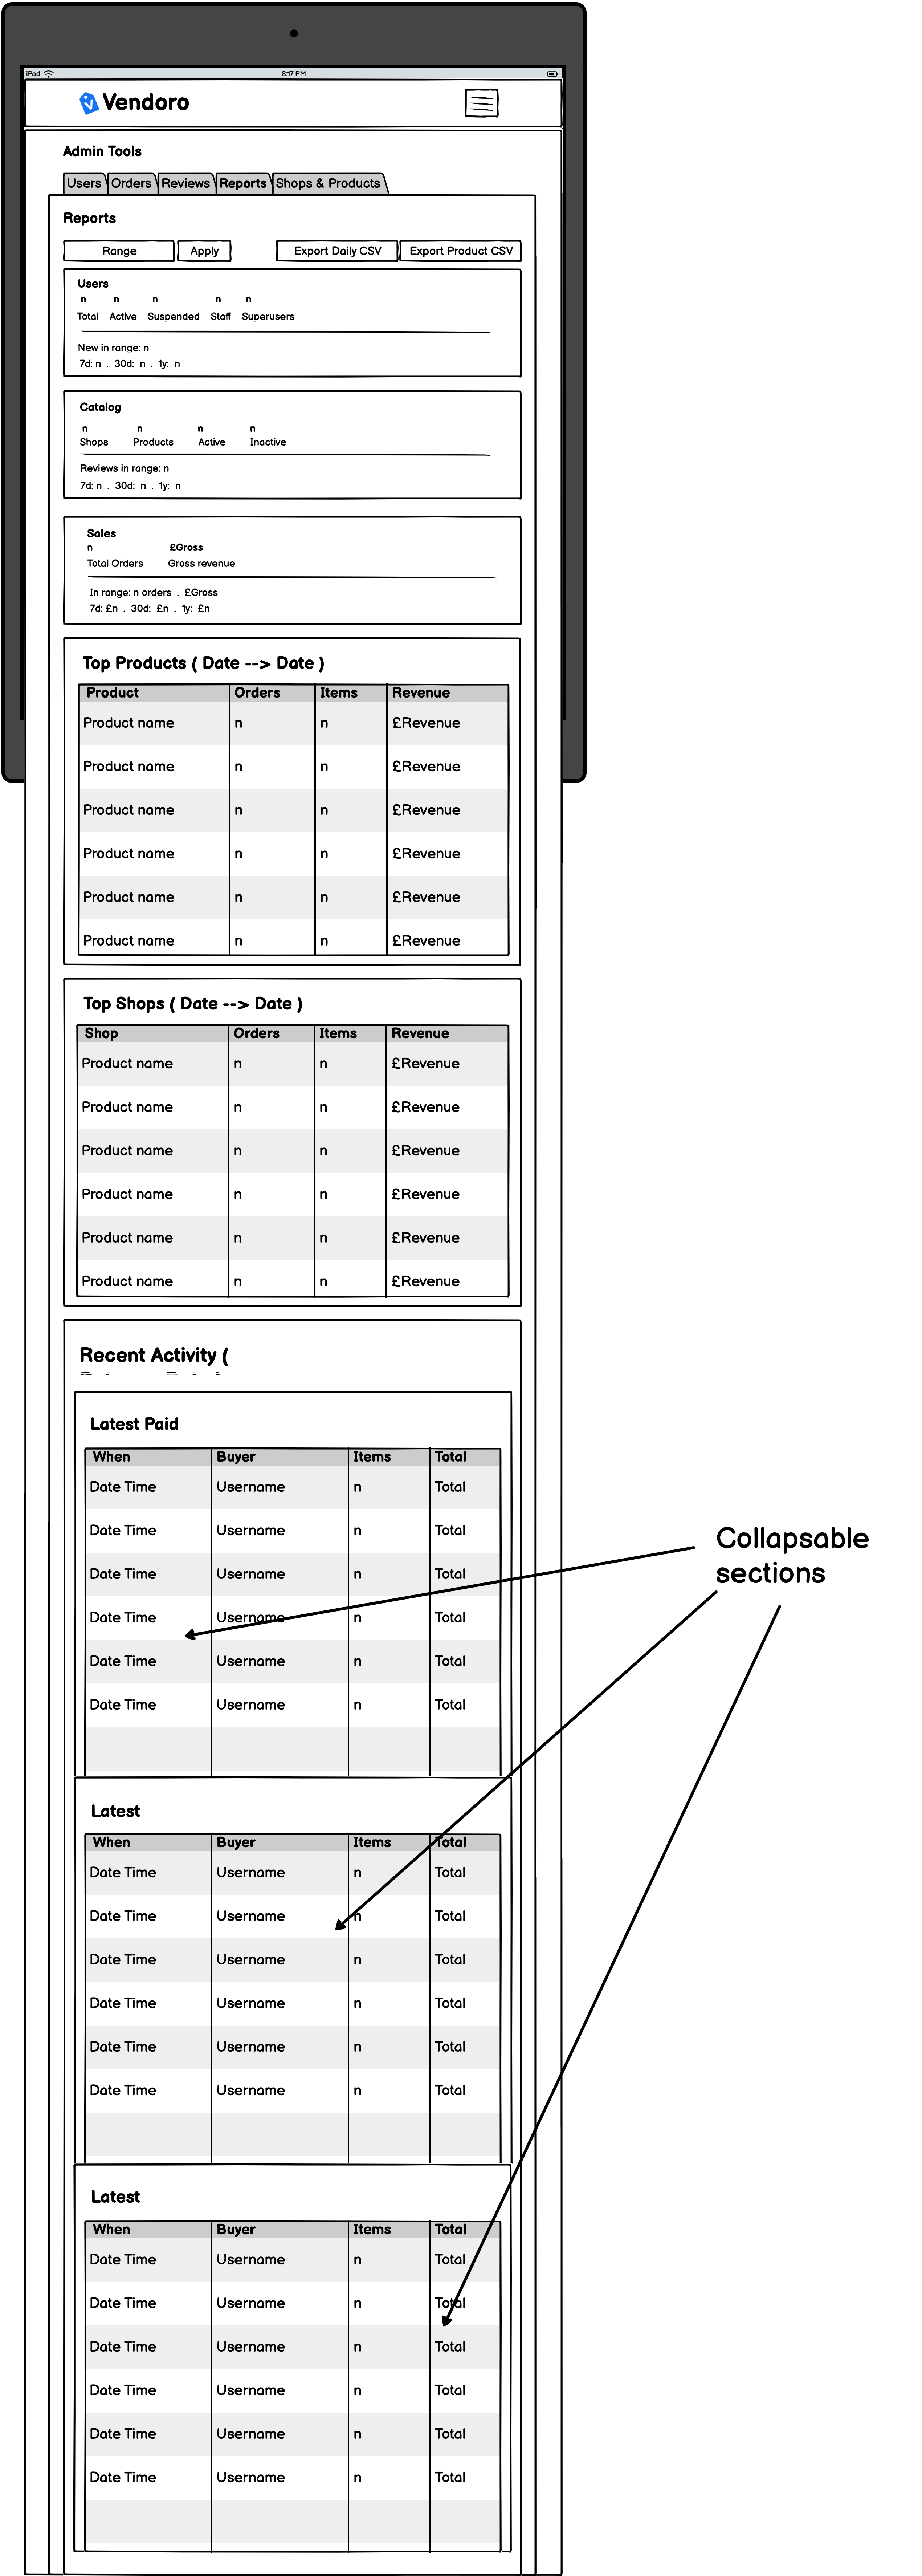 iPad 8:17 PM
Vendoro
Admin Tools
Users Orders Reviews Reports Shops & Products
Reports
Range Apply Export Daily CSV Export Product CSV
Users
n n n n n
Total Active Suspended Staff Superusers
New in range: n
7d: n . 30d: n . 1y: n
Catalog
n n n n
Shops Products Active Inactive
Reviews in range: n
7d: n . 30d: n . 1y: n
Sales
n £Gross
Total Orders Gross revenue
In range: n orders . £Gross
7d: £n . 30d: £n . 1y: £n
Top Products ( Date --> Date )
Product Orders Items Revenue
Product name n n £Revenue
Product name n n £Revenue
Product name n n £Revenue
Product name n n £Revenue
Product name n n £Revenue
Product name n n £Revenue
Top Shops ( Date --> Date )
Shop Orders Items Revenue
Product name n n £Revenue
Product name n n £Revenue
Product name n n £Revenue
Product name n n £Revenue
Product name n n £Revenue
Product name n n £Revenue
Recent Activity (
Latest Paid
When Buyer Items Total
Date Time Username n Total
Date Time Username n Total
Date Time Username n Total
Date Time Username n Total
Date Time Username n Total
Date Time Username n Total
Collapsable
sections
Latest
When Buyer Items Total
Date Time Username n Total
Date Time Username n Total
Date Time Username n Total
Date Time Username n Total
Date Time Username n Total
Date Time Username n Total
Latest
When Buyer Items Total
Date Time Username n Total
Date Time Username n Total
Date Time Username n Total
Date Time Username n Total
Date Time Username n Total
Date Time Username n Total